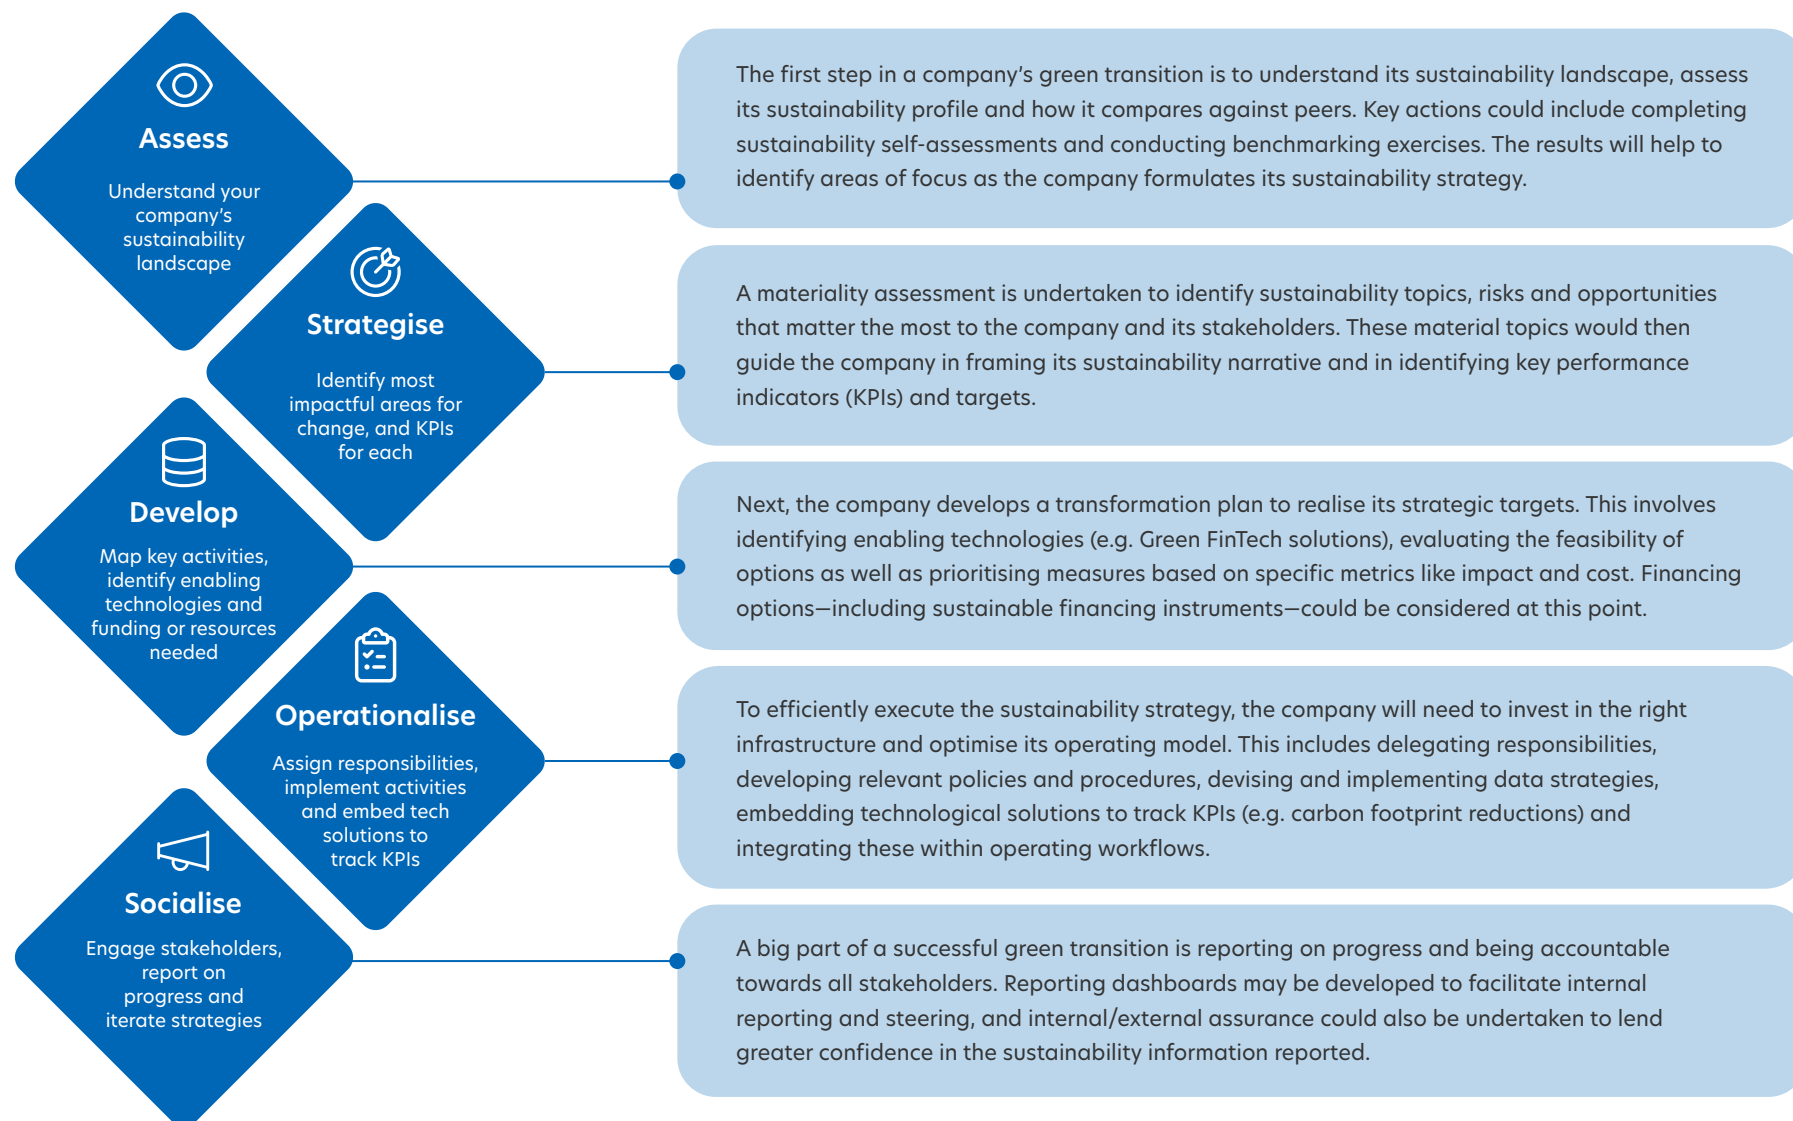 Assess
Understand your
company's
sustainability
landscape
The first step in a company's green transition is to understand its sustainability landscape, assess
its sustainability profile and how it compares against peers. Key actions could include completing
sustainability self-assessments and conducting benchmarking exercises. The results will help to
identify areas of focus as the company formulates its sustainability strategy.
Strategise
Identify most
impactful areas for
change, and KPIs
for each
A materiality assessment is undertaken to identify sustainability topics, risks and opportunities
that matter the most to the company and its stakeholders. These material topics would then
guide the company in framing its sustainability narrative and in identifying key performance
indicators (KPIs) and targets.
Develop
Map key activities,
identify enabling
technologies and
funding or resources
needed
Next, the company develops a transformation plan to realise its strategic targets. This involves
identifying enabling technologies (e.g. Green FinTech solutions), evaluating the feasibility of
options as well as prioritising measures based on specific metrics like impact and cost. Financing
options—including sustainable financing instruments—could be considered at this point.
Operationalise
Assign responsibilities,
implement activities
and embed tech
solutions to
track KPIs
To efficiently execute the sustainability strategy, the company will need to invest in the right
infrastructure and optimise its operating model. This includes delegating responsibilities,
developing relevant policies and procedures, devising and implementing data strategies,
embedding technological solutions to track KPIs (e.g. carbon footprint reductions) and
integrating these within operating workflows.
Socialise
Engage stakeholders,
report on
progress and
iterate strategies
A big part of a successful green transition is reporting on progress and being accountable
towards all stakeholders. Reporting dashboards may be developed to facilitate internal
reporting and steering, and internal/external assurance could also be undertaken to lend
greater confidence in the sustainability information reported.